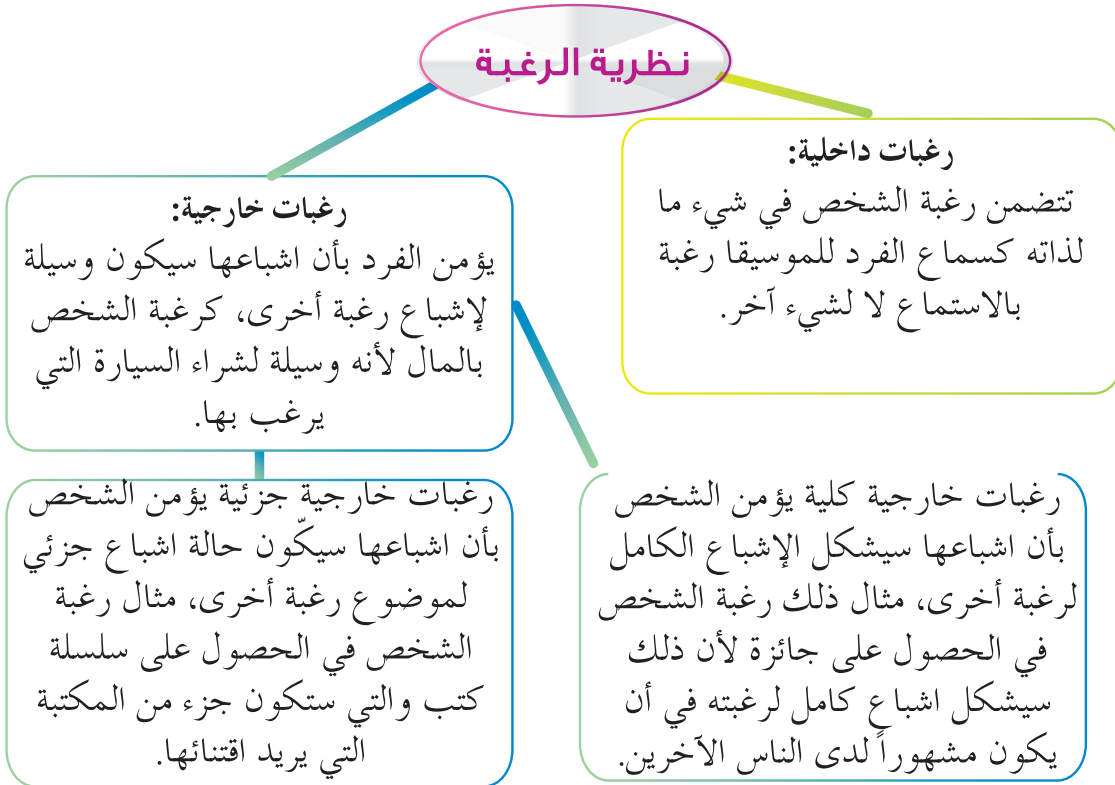 نظرية الرغبة
رغبات داخلية:
تتضمن رغبة الشخص في شيء ما
لذاته كسماع الفرد للموسيقا رغبة
بالاستماع لا لشيء آخر.
رغبات خارجية:
يؤمن الفرد بأن اشباعها سيكون وسيلة
لإشباع رغبة أخرى، كرغبة الشخص
بالمال لأنه وسيلة لشراء السيارة التي
يرغب بها.
رغبات خارجية كلية يؤمن الشخص
بأن اشباعها سيشكل الإشباع الكامل
لرغبة أخرى، مثال ذلك رغبة الشخص
في الحصول على جائزة لأن ذلك
سيشكل اشباع كامل لرغبته في أن
يكون مشهوراً لدى الناس الآخرين.
رغبات خارجية جزئية يؤمن الشخص
بأن اشباعها سيكّون حالة اشباع جزئي
لموضوع رغبة أخرى، مثال رغبة
الشخص في الحصول على سلسلة
كتب والتي ستكون جزء من المكتبة
التي يريد اقتنائها.